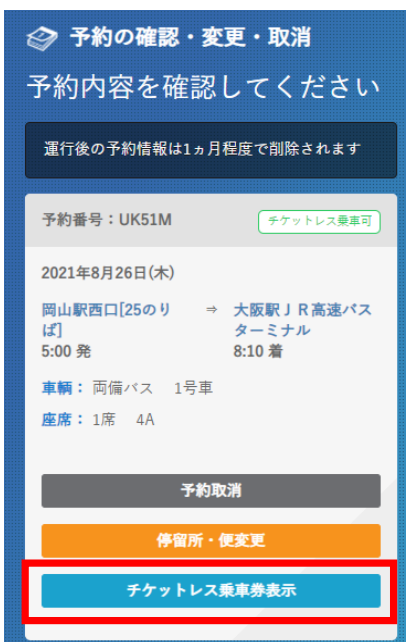 予約の確認・変更・取消
予約内容を確認してください
運行後の予約情報は1ヵ月程度で削除されます
予約番号：UK51M
チケットレス乗車可
2021年8月26日(木)
岡山駅西口[25のり ⇒ 大阪駅ＪＲ高速バス
ば] ターミナル
5:00 発 8:10 着
車輌： 両備バス 1号車
座席： 1席 4A
予約取消
停留所・便変更
チケットレス乗車券表示